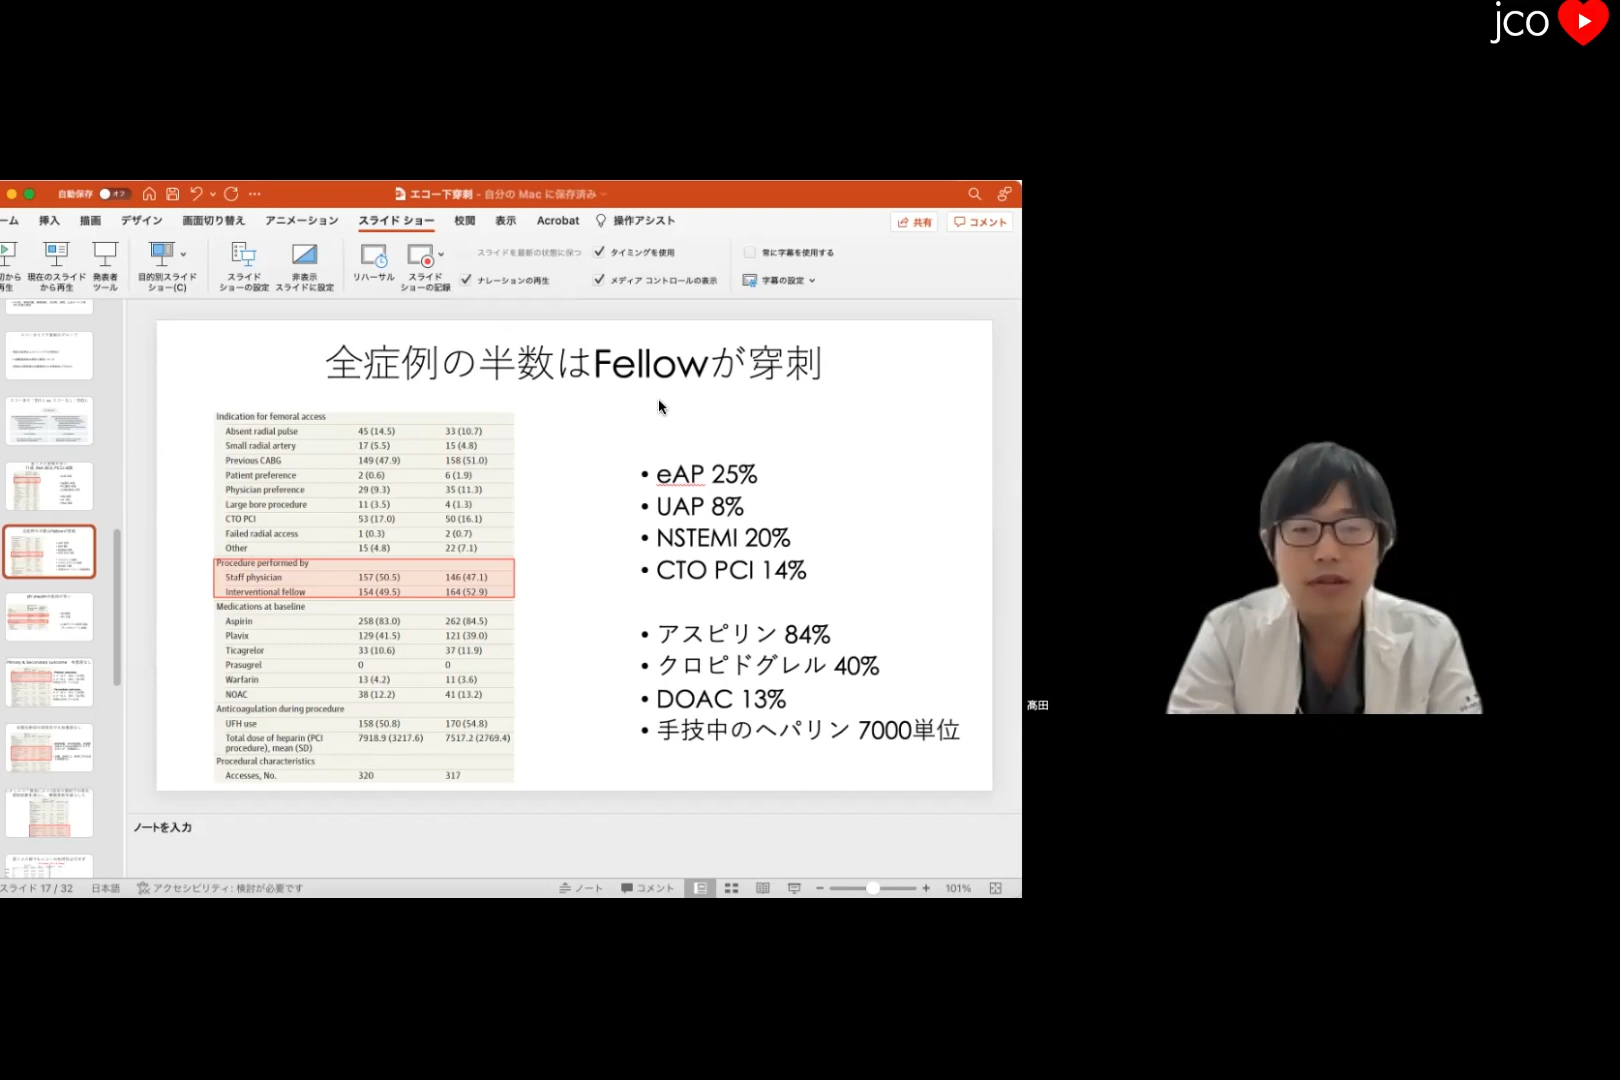 jco
自動保存 オフ
エコー下穿刺 - 自分の Mac に保存済み
ーム 挿入 描画 デザイン 画面切り替え アニメーション スライド ショー 校閲 表示 Acrobat 操作アシスト
共有 コメント
現在のスライド から再生
発表者 ツール
目的別スライド ショー(C)
スライド ショーの設定
非表示 スライドに設定
リハーサル
スライド ショーの記録
スライドを最新の状態に保つ
タイミングを使用
ナレーションの再生
メディア コントロールの表示
常に字幕を使用する
字幕の設定
全症例の半数はFellowが穿刺
Indication for femoral access
Absent radial pulse 45 (14.5) 33 (10.7)
Small radial artery 17 (5.5) 15 (4.8)
Previous CABG 149 (47.9) 158 (51.0)
Patient preference 2 (0.6) 6 (1.9)
Physician preference 29 (9.3) 35 (11.3)
Large bore procedure 11 (3.5) 4 (1.3)
CTO PCI 53 (17.0) 50 (16.1)
Failed radial access 1 (0.3) 2 (0.7)
Other 15 (4.8) 22 (7.1)
Procedure performed by
Staff physician 157 (50.5) 146 (47.1)
Interventional fellow 154 (49.5) 164 (52.9)
Medications at baseline
Aspirin 258 (83.0) 262 (84.5)
Plavix 129 (41.5) 121 (39.0)
Ticagrelor 33 (10.6) 37 (11.9)
Prasugrel 0 0
Warfarin 13 (4.2) 11 (3.6)
NOAC 38 (12.2) 41 (13.2)
Anticoagulation during procedure
UFH use 158 (50.8) 170 (54.8)
Total dose of heparin (PCI 7918.9 (3217.6) 7517.2 (2769.4)
procedure), mean (SD)
Procedural characteristics
Accesses, No. 320 317
• eAP 25%
• UAP 8%
• NSTEMI 20%
• CTO PCI 14%
• アスピリン 84%
• クロピドグレル 40%
• DOAC 13%
• 手技中のヘパリン 7000単位
髙田
ノートを入力
スライド 17 / 32 日本語 アクセシビリティ: 検討が必要です ノート コメント 101%